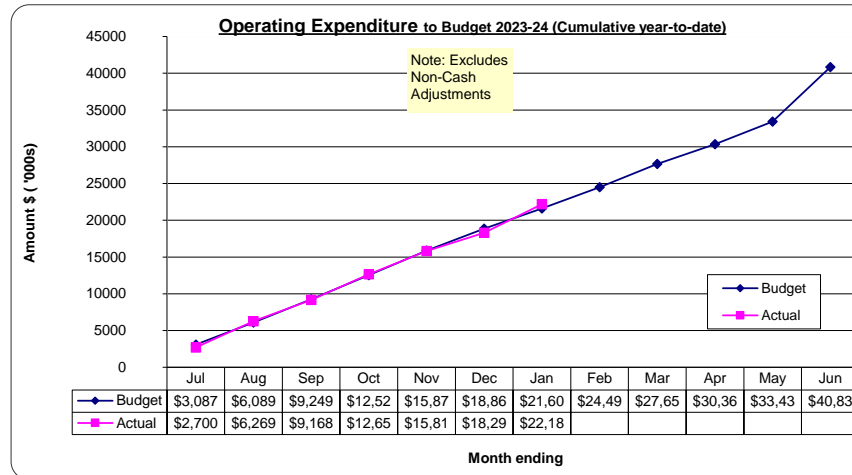 Operating Expenditure to Budget 2023-24 (Cumulative year-to-date)
Note: Excludes
Non-Cash
Adjustments
Amount $ ( '000s)
45000
40000
35000
30000
25000
20000
15000
10000
5000
0
Budget
Actual
Jul Aug Sep Oct Nov Dec Jan Feb Mar Apr May Jun
Budget $3,087 $6,089 $9,249 $12,52 $15,87 $18,86 $21,60 $24,49 $27,65 $30,36 $33,43 $40,83
Actual $2,700 $6,269 $9,168 $12,65 $15,81 $18,29 $22,18
Month ending